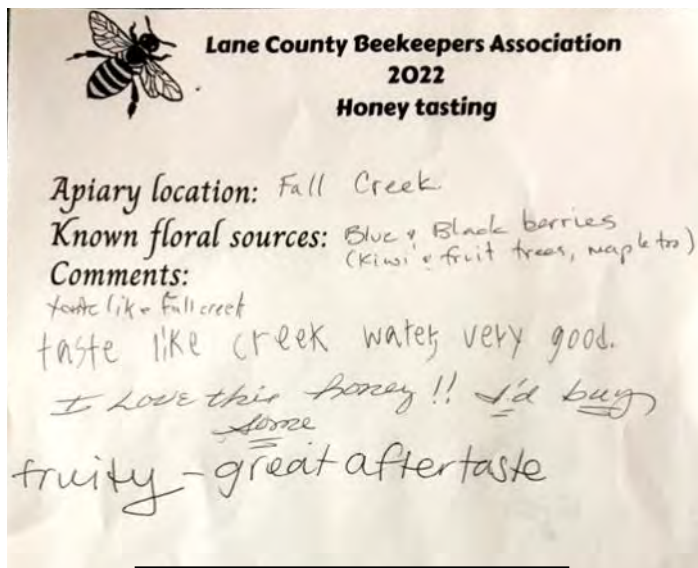 Lane County Beekeepers Association
2022
Honey tasting
Apiary location: Fall Creek
Known floral sources: Blue & Black berries
(Kiwi & fruit trees, maple too)
Comments:
taste like Fall creek
taste like creek water, very good.
I Love this honey!! I'd buy
some
fruity - great aftertaste